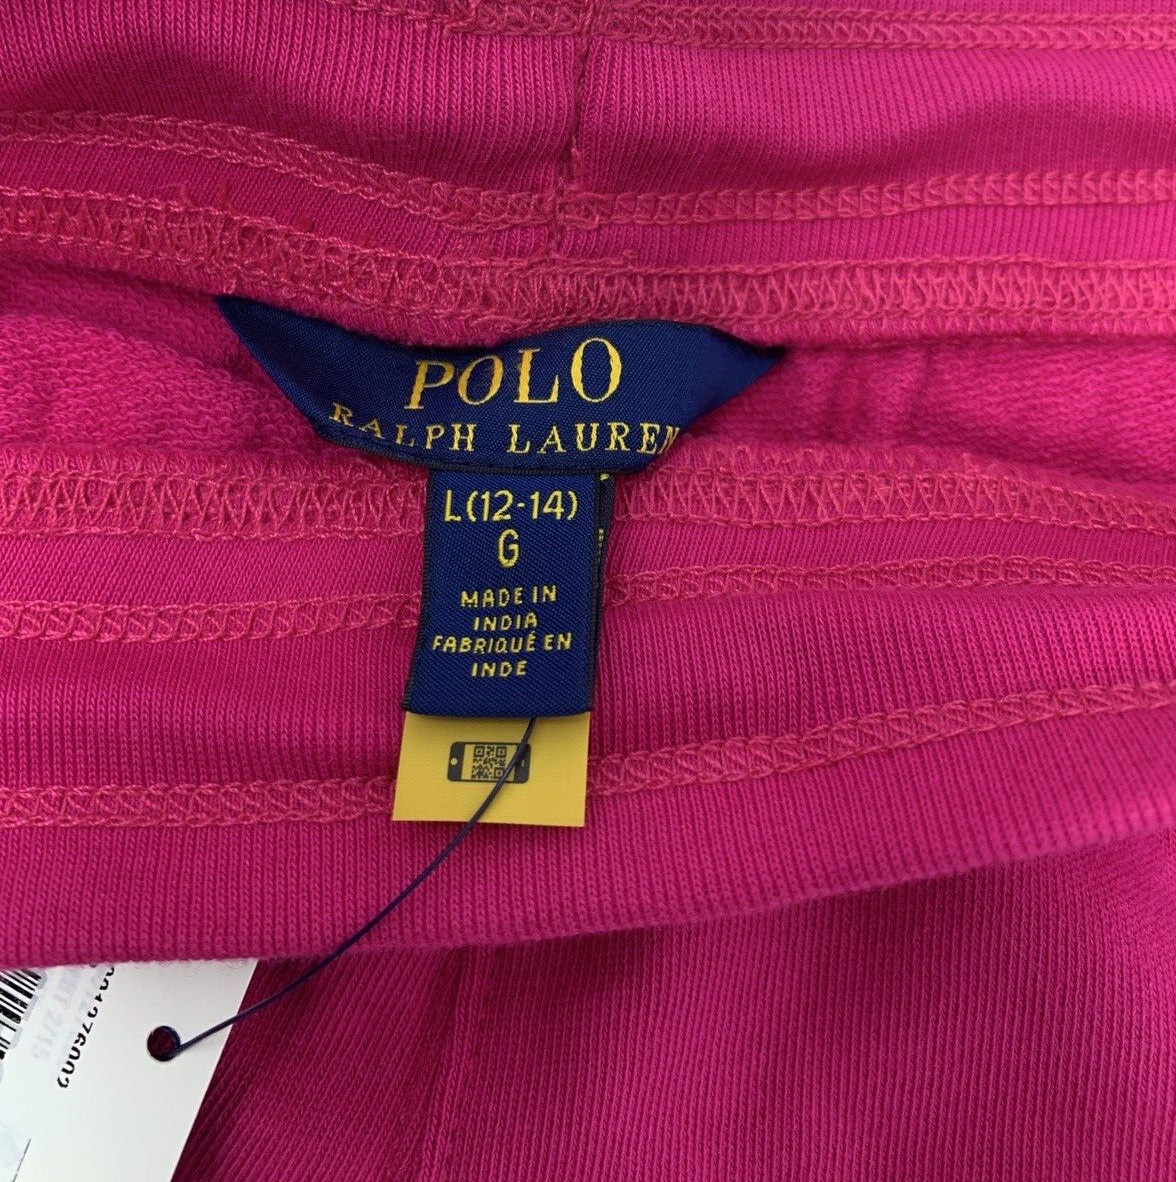 POLO
RALPH LAUREN
L(12-14)
G
MADE IN
INDIA
FABRIQUÉ EN
INDE